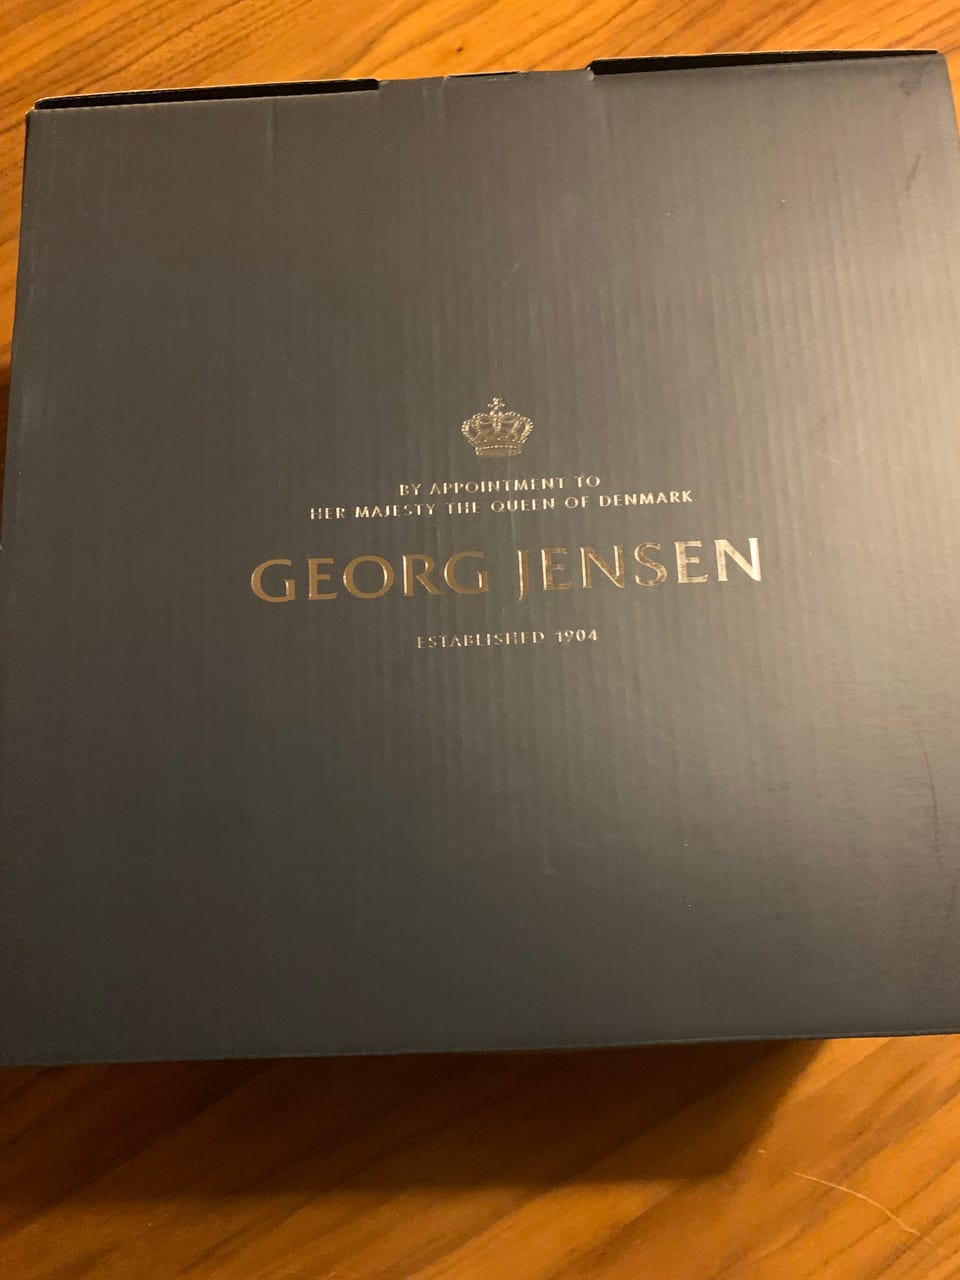 BY APPOINTMENT TO
HER MAJESTY THE QUEEN OF DENMARK
GEORG JENSEN
ESTABLISHED 1904